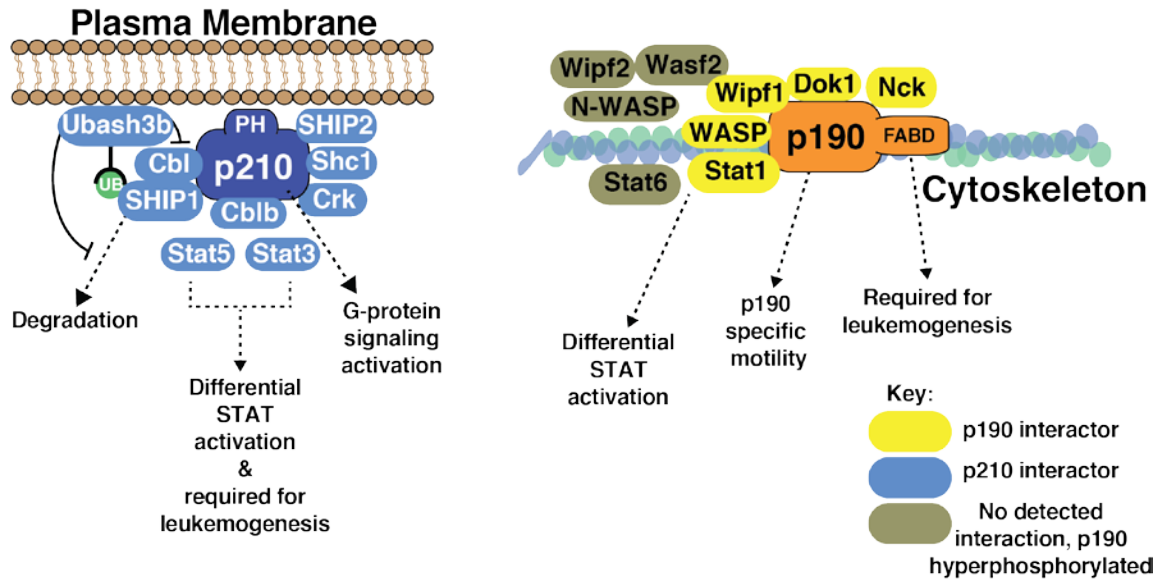 Plasma Membrane
Ubash3b
PH
SHIP2
Cbl
p210
Shc1
UB
SHIP1
Cblb
Crk
Stat5
Stat3
Degradation
G-protein
signaling
activation
Differential
STAT
activation
&
required for
leukemogenesis
Wipf2
Wasf2
N-WASP
Wipf1
Dok1
Nck
WASP
p190
FABD
Stat6
Stat1
Cytoskeleton
Differential
STAT
activation
p190
specific
motility
Required for
leukemogenesis
Key:
p190 interactor
p210 interactor
No detected
interaction, p190
hyperphosphorylated